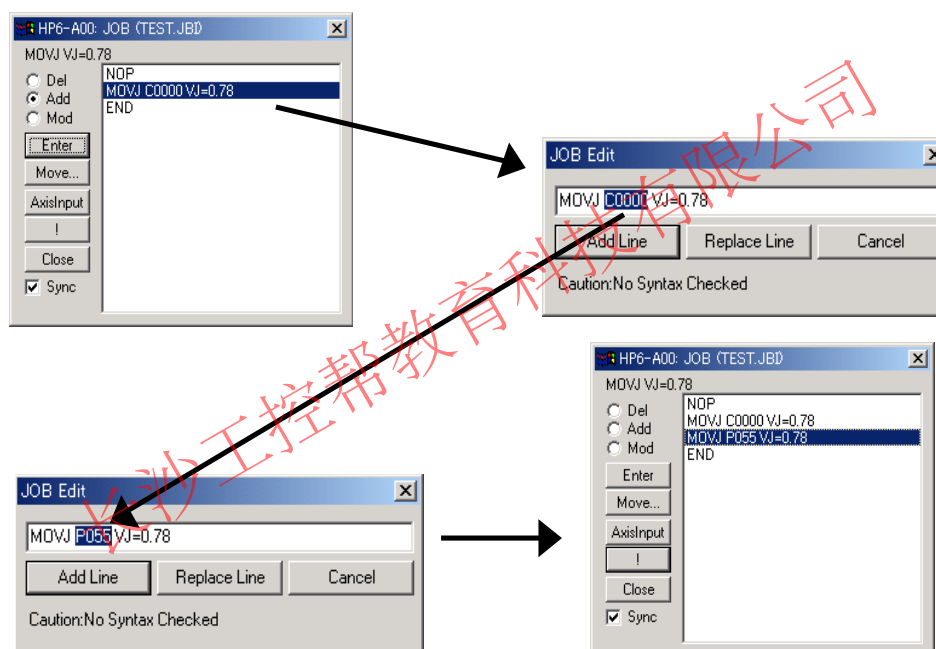 HP6-A00: JOB (TEST.JBI)
MOVJ VJ=0.78
Del
Add
Mod
Enter
Move...
AxisInput
!
Close
Sync
NOP
MOVJ C0000 VJ=0.78
END
JOB Edit
MOVJ C0000 VJ=0.78
Add Line
Replace Line
Cancel
Caution:No Syntax Checked
JOB Edit
MOVJ P055 VJ=0.78
Add Line
Replace Line
Cancel
Caution:No Syntax Checked
HP6-A00: JOB (TEST.JBI)
MOVJ VJ=0.78
Del
Add
Mod
Enter
Move...
AxisInput
!
Close
Sync
NOP
MOVJ C0000 VJ=0.78
MOVJ P055 VJ=0.78
END
长沙工控帮教育科技有限公司